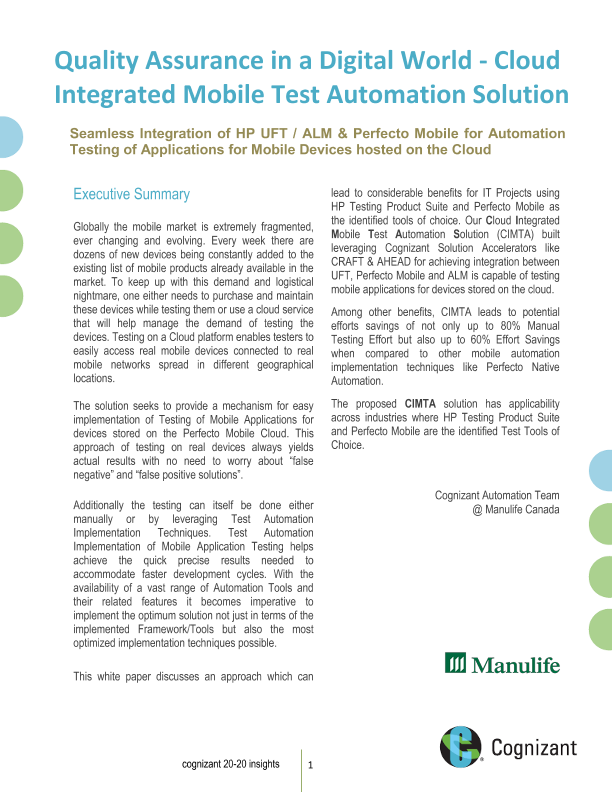 Quality Assurance in a Digital World - Cloud
Integrated Mobile Test Automation Solution
Seamless Integration of HP UFT / ALM & Perfecto Mobile for Automation
Testing of Applications for Mobile Devices hosted on the Cloud
Executive Summary
Globally the mobile market is extremely fragmented,
ever changing and evolving. Every week there are
dozens of new devices being constantly added to the
existing list of mobile products already available in the
market. To keep up with this demand and logistical
nightmare, one either needs to purchase and maintain
these devices while testing them or use a cloud service
that will help manage the demand of testing the
devices. Testing on a Cloud platform enables testers to
easily access real mobile devices connected to real
mobile networks spread in different geographical
locations.
The solution seeks to provide a mechanism for easy
implementation of Testing of Mobile Applications for
devices stored on the Perfecto Mobile Cloud. This
approach of testing on real devices always yields
actual results with no need to worry about “false
negative” and “false positive solutions”.
Additionally the testing can itself be done either
manually or by leveraging Test Automation
Implementation Techniques. Test Automation
Implementation of Mobile Application Testing helps
achieve the quick precise results needed to
accommodate faster development cycles. With the
availability of a vast range of Automation Tools and
their related features it becomes imperative to
implement the optimum solution not just in terms of the
implemented Framework/Tools but also the most
optimized implementation techniques possible.
This white paper discusses an approach which can
lead to considerable benefits for IT Projects using
HP Testing Product Suite and Perfecto Mobile as
the identified tools of choice. Our Cloud Integrated
Mobile Test Automation Solution (CIMTA) built
leveraging Cognizant Solution Accelerators like
CRAFT & AHEAD for achieving integration between
UFT, Perfecto Mobile and ALM is capable of testing
mobile applications for devices stored on the cloud.
Among other benefits, CIMTA leads to potential
efforts savings of not only up to 80% Manual
Testing Effort but also up to 60% Effort Savings
when compared to other mobile automation
implementation techniques like Perfecto Native
Automation.
The proposed CIMTA solution has applicability
across industries where HP Testing Product Suite
and Perfecto Mobile are the identified Test Tools of
Choice.
Cognizant Automation Team
@ Manulife Canada
Manulife
Cognizant
cognizant 20-20 insights
1